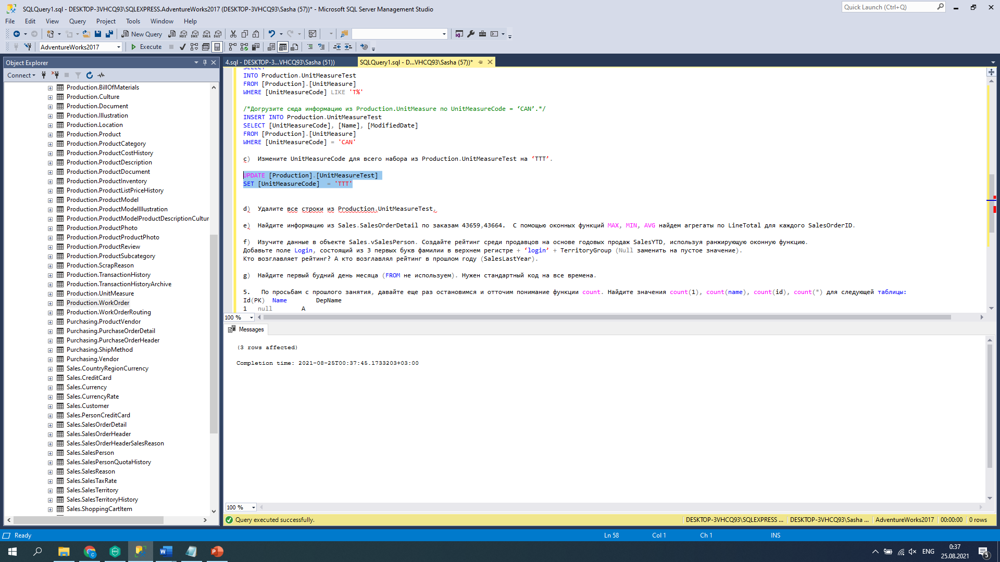 SQLQuery1.sql - DESKTOP-3VHCQ93\SQLEXPRESS.AdventureWorks2017 (DESKTOP-3VHCQ93\Sasha (57))* - Microsoft SQL Server Management Studio
Quick Launch (Ctrl+Q)
File Edit View Query Project Tools Window Help
New Query
AdventureWorks2017
Execute
Object Explorer
Connect
Production.BillOfMaterials
Production.Culture
Production.Document
Production.Illustration
Production.Location
Production.Product
Production.ProductCategory
Production.ProductCostHistory
Production.ProductDescription
Production.ProductDocument
Production.ProductInventory
Production.ProductListPriceHistory
Production.ProductModel
Production.ProductModelIllustration
Production.ProductModelProductDescriptionCultur
Production.ProductPhoto
Production.ProductProductPhoto
Production.ProductReview
Production.ProductSubcategory
Production.ScrapReason
Production.TransactionHistory
Production.TransactionHistoryArchive
Production.UnitMeasure
Production.WorkOrder
Production.WorkOrderRouting
Purchasing.ProductVendor
Purchasing.PurchaseOrderDetail
Purchasing.PurchaseOrderHeader
Purchasing.ShipMethod
Purchasing.Vendor
Sales.CountryRegionCurrency
Sales.CreditCard
Sales.Currency
Sales.CurrencyRate
Sales.Customer
Sales.PersonCreditCard
Sales.SalesOrderDetail
Sales.SalesOrderHeader
Sales.SalesOrderHeaderSalesReason
Sales.SalesPerson
Sales.SalesPersonQuotaHistory
Sales.SalesReason
Sales.SalesTaxRate
Sales.SalesTerritory
Sales.SalesTerritoryHistory
Sales.ShoppingCartItem
4.sql - DESKTOP-3...VHCQ93\Sasha (51))
SQLQuery1.sql - D...VHCQ93\Sasha (57))*
SELECT
INTO Production.UnitMeasureTest
FROM [Production].[UnitMeasure]
WHERE [UnitMeasureCode] LIKE 'T%'
/*Догрузите сюда информацию из Production.UnitMeasure по UnitMeasureCode = ‘CAN’.*/
INSERT INTO Production.UnitMeasureTest
SELECT [UnitMeasureCode], [Name], [ModifiedDate]
FROM [Production].[UnitMeasure]
WHERE [UnitMeasureCode] = 'CAN'
c) Измените UnitMeasureCode для всего набора из Production.UnitMeasureTest на ‘TTT’.
UPDATE [Production].[UnitMeasureTest]
SET [UnitMeasureCode] = 'TTT'
d) Удалите все строки из Production.UnitMeasureTest.
e) Найдите информацию из Sales.SalesOrderDetail по заказам 43659,43664. С помощью оконных функций MAX, MIN, AVG найдем агрегаты по LineTotal для каждого SalesOrderID.
f) Изучите данные в объекте Sales.vSalesPerson. Создайте рейтинг среди продавцов на основе годовых продаж SalesYTD, используя ранжирующую оконную функцию.
Добавьте поле Login, состоящий из 3 первых букв фамилии в верхнем регистре + ‘login’ + TerritoryGroup (Null заменить на пустое значение).
Кто возглавляет рейтинг? А кто возглавлял рейтинг в прошлом году (SalesLastYear).
g) Найдите первый будний день месяца (FROM не используем). Нужен стандартный код на все времена.
5. По просьбам с прошлого занятия, давайте еще раз остановимся и отточим понимание функции count. Найдите значения count(1), count(name), count(id), count(*) для следующей таблицы:
Id(PK) Name DepName
1 null A
100 %
Messages
(3 rows affected)
Completion time: 2021-08-25T00:37:45.1733203+03:00
100 %
Query executed successfully.
DESKTOP-3VHCQ93\SQLEXPRESS ... DESKTOP-3VHCQ93\Sasha ... AdventureWorks2017 00:00:00 0 rows
Ready
Ln 58 Col 1 Ch 1 INS
ENG
0:37
25.08.2021
5